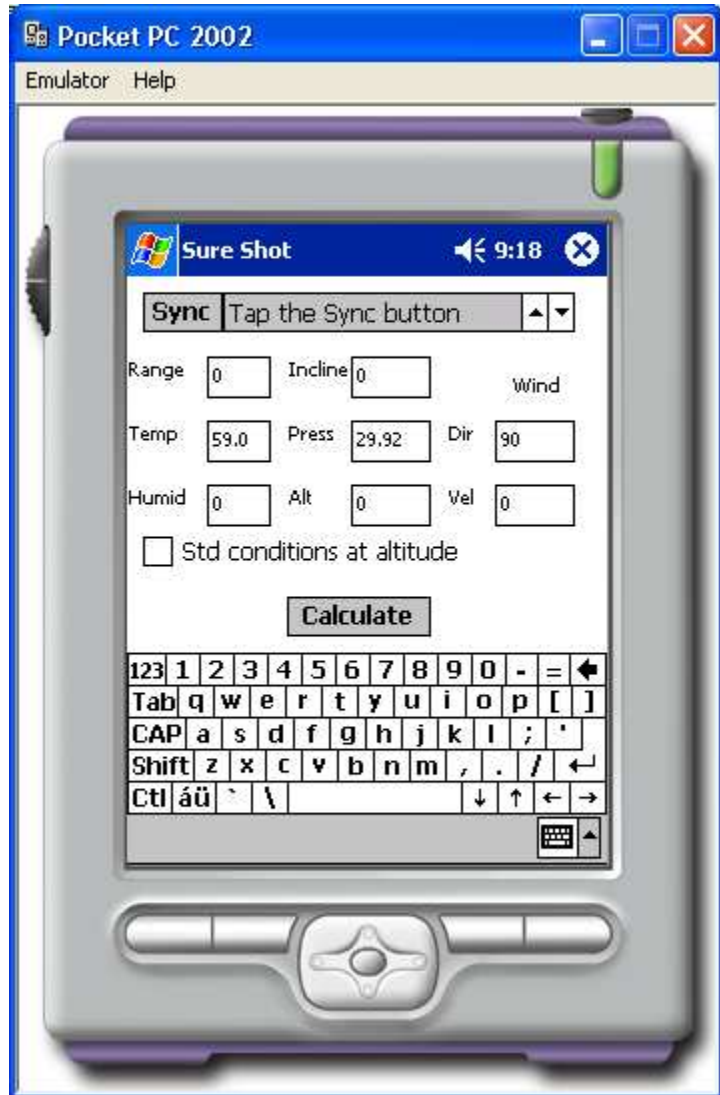 Pocket PC 2002
Emulator Help
Sure Shot 9:18
Sync Tap the Sync button
Range 0 Incline 0
Wind
Temp 59.0 Press 29.92 Dir 90
Humid 0 Alt 0 Vel 0
Std conditions at altitude
Calculate
123 1 2 3 4 5 6 7 8 9 0 - =
Tab q w e r t y u i o p [ ]
CAP a s d f g h j k l ; '
Shift z x c v b n m , . /
Ctl áü ` \